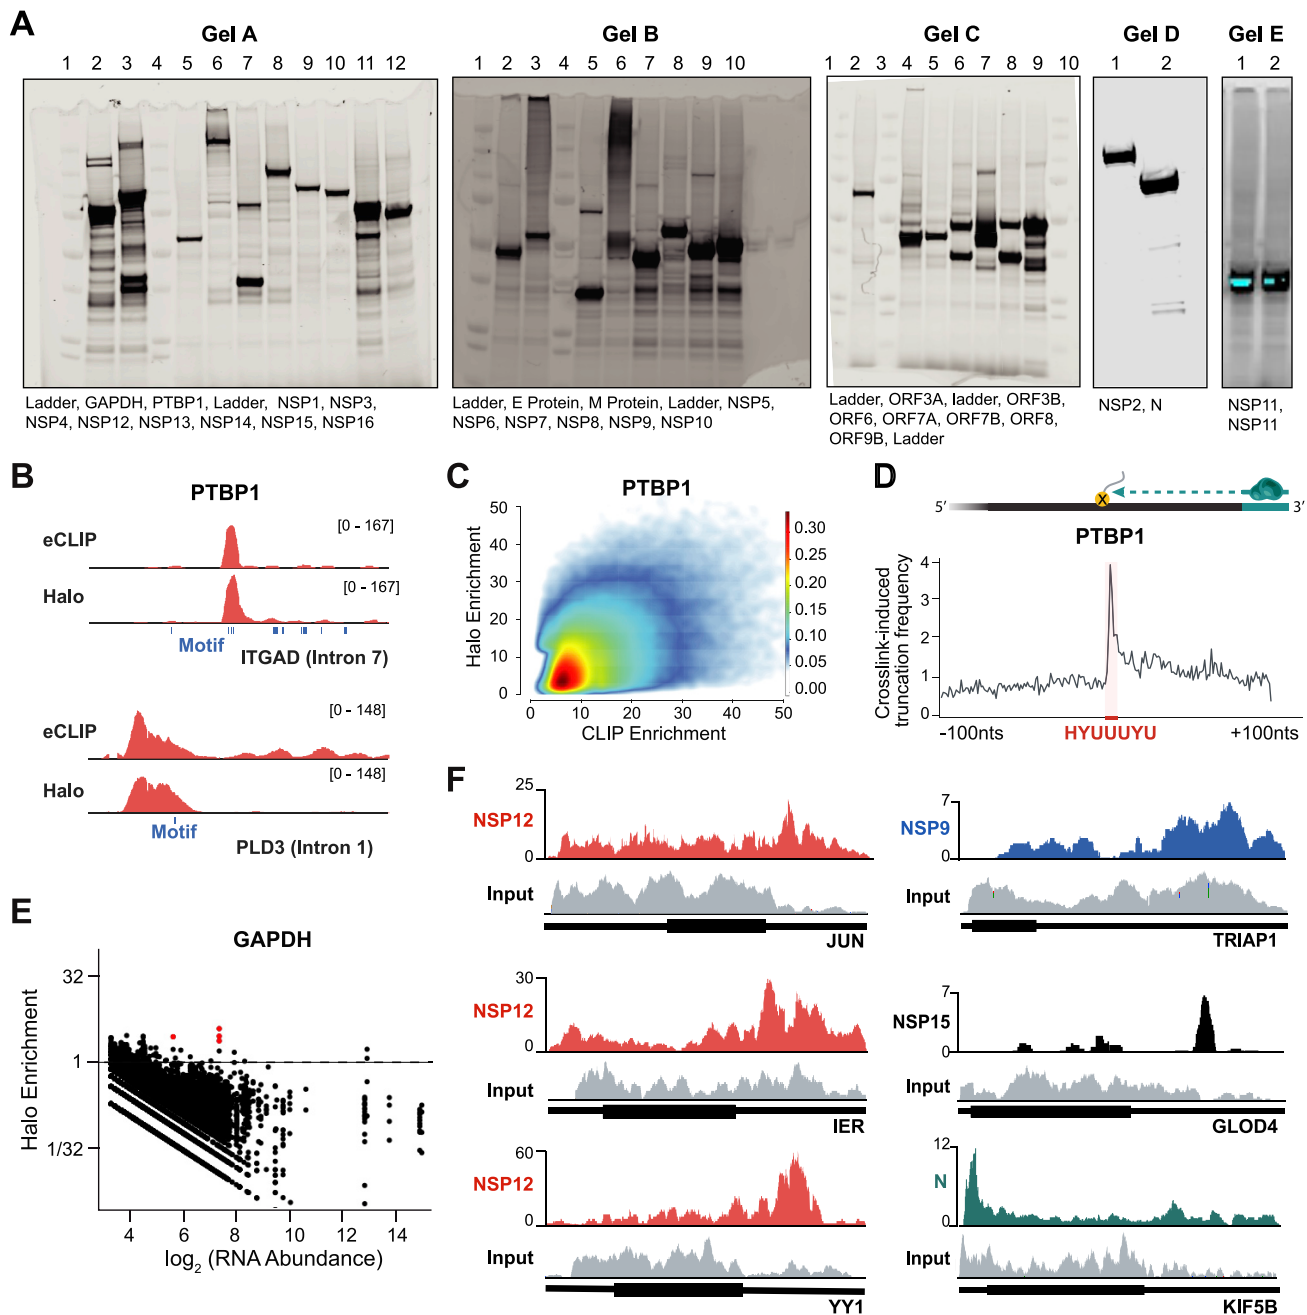 A
Gel A
Gel B
Gel C
Gel D
Gel E
1 2 3 4 5 6 7 8 9 10 11 12
1 2 3 4 5 6 7 8 9 10
1 2 3 4 5 6 7 8 9 10
1 2
1 2
Ladder, GAPDH, PTBP1, Ladder, NSP1, NSP3,
NSP4, NSP12, NSP13, NSP14, NSP15, NSP16
Ladder, E Protein, M Protein, Ladder, NSP5,
NSP6, NSP7, NSP8, NSP9, NSP10
Ladder, ORF3A, ladder, ORF3B,
ORF6, ORF7A, ORF7B, ORF8,
ORF9B, Ladder
NSP2, N
NSP11,
NSP11
B
PTBP1
eCLIP
[0 - 167]
Halo
[0 - 167]
Motif
ITGAD (Intron 7)
eCLIP
[0 - 148]
Halo
[0 - 148]
Motif
PLD3 (Intron 1)
C
PTBP1
Halo Enrichment
50
40
30
20
10
0
0 10 20 30 40 50
CLIP Enrichment
0.30
0.25
0.20
0.15
0.10
0.05
0.00
D
5′
X
3′
PTBP1
Crosslink-induced
truncation frequency
4
3
2
1
0
-100nts
HYUUUYU
+100nts
E
GAPDH
Halo Enrichment
32
1
1/32
4 6 8 10 12 14
log2 (RNA Abundance)
F
25
NSP12
0
Input
JUN
7
NSP9
0
Input
TRIAP1
30
NSP12
0
Input
IER
7
NSP15
0
Input
GLOD4
60
NSP12
0
Input
YY1
12
N
0
Input
KIF5B